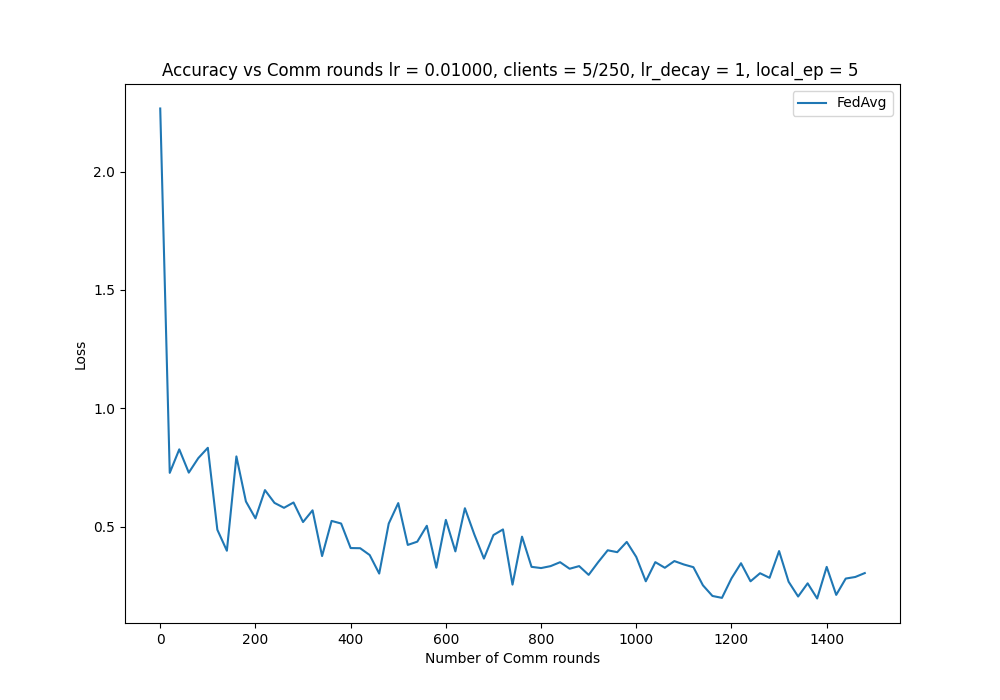 Accuracy vs Comm rounds lr = 0.01000, clients = 5/250, lr_decay = 1, local_ep = 5
FedAvg
2.0
1.5
1.0
0.5
Loss
0 200 400 600 800 1000 1200 1400
Number of Comm rounds